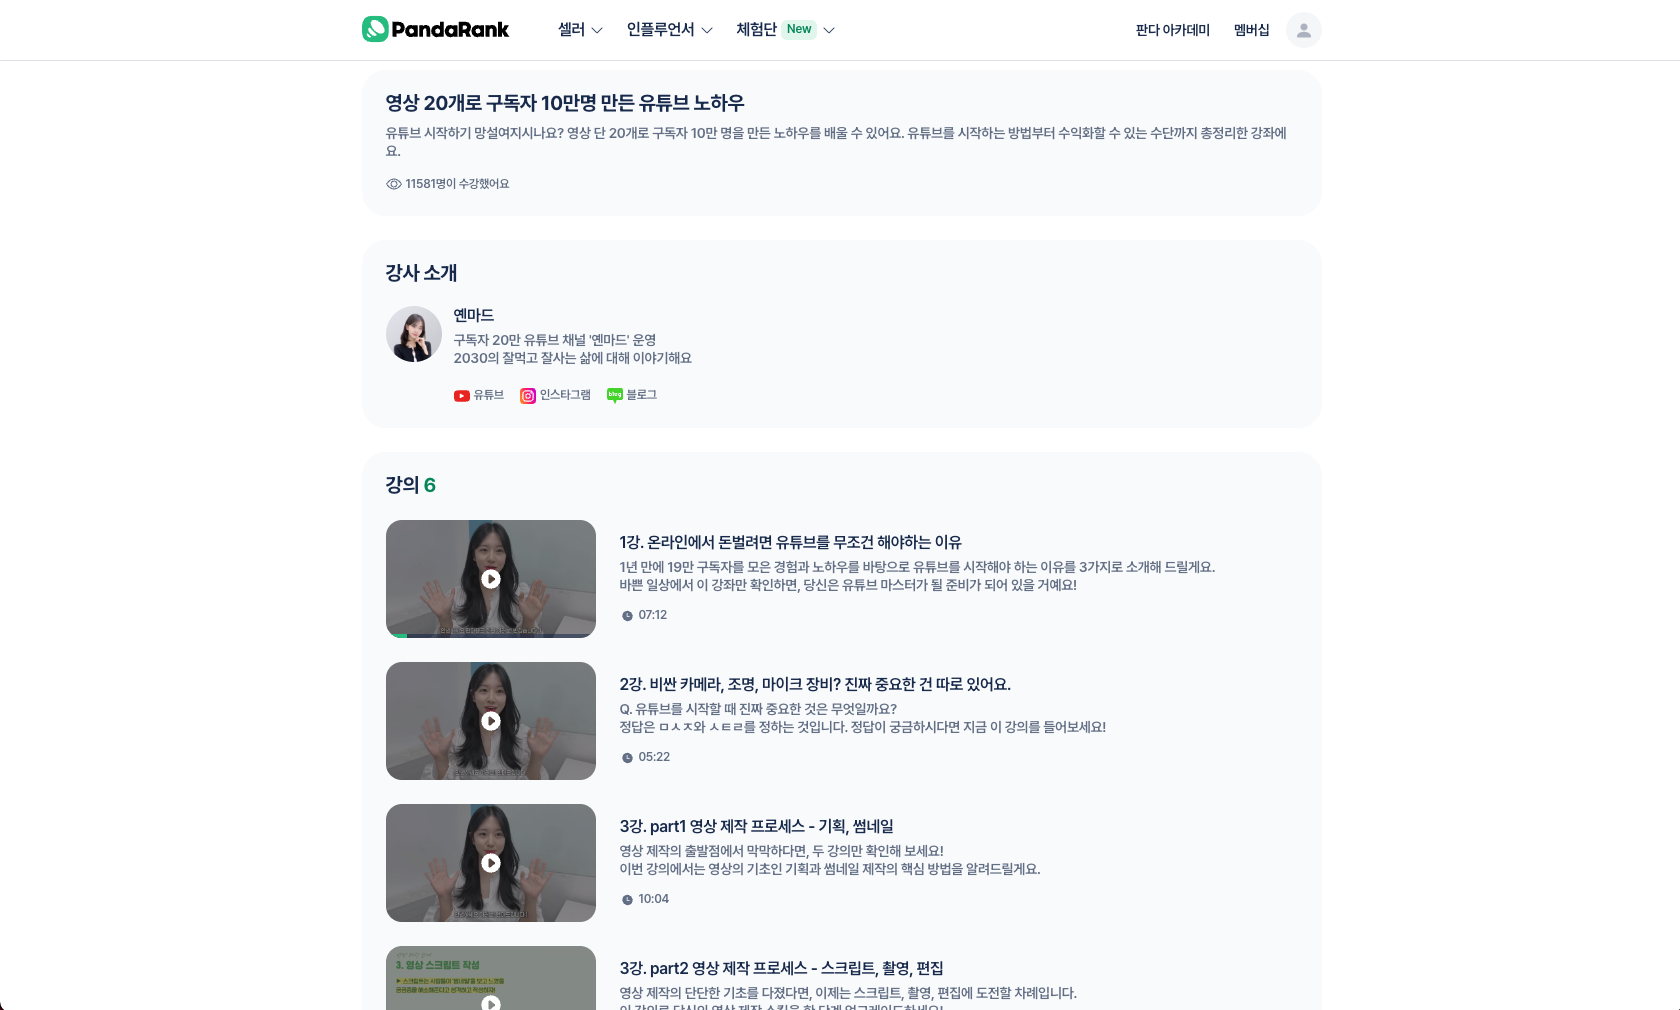 PandaRank
셀러
인플루언서
체험단 New
판다 아카데미
멤버십
영상 20개로 구독자 10만명 만든 유튜브 노하우
유튜브 시작하기 망설여지시나요? 영상 단 20개로 구독자 10만 명을 만든 노하우를 배울 수 있어요. 유튜브를 시작하는 방법부터 수익화할 수 있는 수단까지 총정리한 강좌예
요.
11581명이 수강했어요
강사 소개
옌마드
구독자 20만 유튜브 채널 '옌마드' 운영
2030의 잘먹고 잘사는 삶에 대해 이야기해요
유튜브
인스타그램
blog 블로그
강의 6
1강. 온라인에서 돈벌려면 유튜브를 무조건 해야하는 이유
1년 만에 19만 구독자를 모은 경험과 노하우를 바탕으로 유튜브를 시작해야 하는 이유를 3가지로 소개해 드릴게요.
바쁜 일상에서 이 강좌만 확인하면, 당신은 유튜브 마스터가 될 준비가 되어 있을 거예요!
07:12
2강. 비싼 카메라, 조명, 마이크 장비? 진짜 중요한 건 따로 있어요.
Q. 유튜브를 시작할 때 진짜 중요한 것은 무엇일까요?
정답은 ㅁㅅㅈ와 ㅅㅌㄹ를 정하는 것입니다. 정답이 궁금하시다면 지금 이 강의를 들어보세요!
05:22
3강. part1 영상 제작 프로세스 - 기획, 썸네일
영상 제작의 출발점에서 막막하다면, 두 강의만 확인해 보세요!
이번 강의에서는 영상의 기초인 기획과 썸네일 제작의 핵심 방법을 알려드릴게요.
10:04
3. 영상 스크립트 작성
3강. part2 영상 제작 프로세스 - 스크립트, 촬영, 편집
영상 제작의 단단한 기초를 다졌다면, 이제는 스크립트, 촬영, 편집에 도전할 차례입니다.